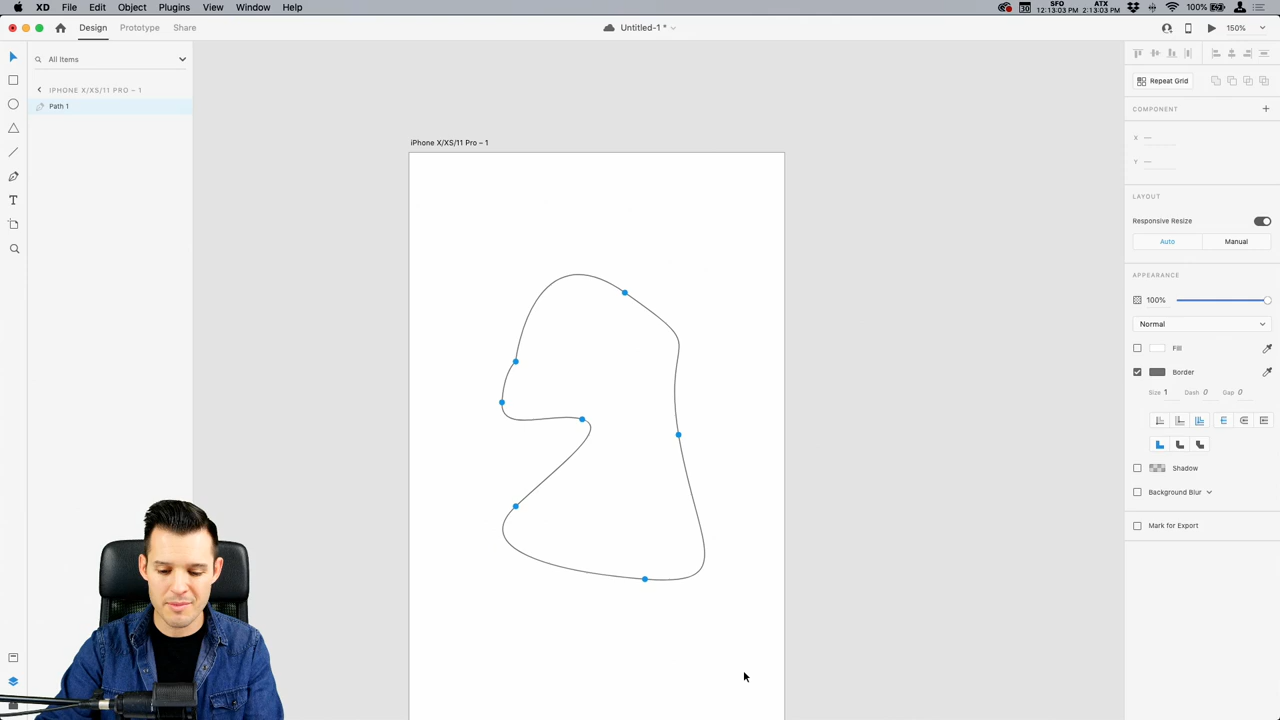 XD File Edit Object Plugins View Window Help
30 SFO 12:13:03 PM ATX 2:13:03 PM 100%
Design Prototype Share
Untitled-1 *
150%
All Items
IPHONE X/XS/11 PRO – 1
Path 1
iPhone X/XS/11 Pro – 1
Repeat Grid
COMPONENT +
X —
Y —
LAYOUT
Responsive Resize
Auto Manual
APPEARANCE
100%
Normal
Fill
Border
Size 1 Dash 0 Gap 0
Shadow
Background Blur
Mark for Export
T